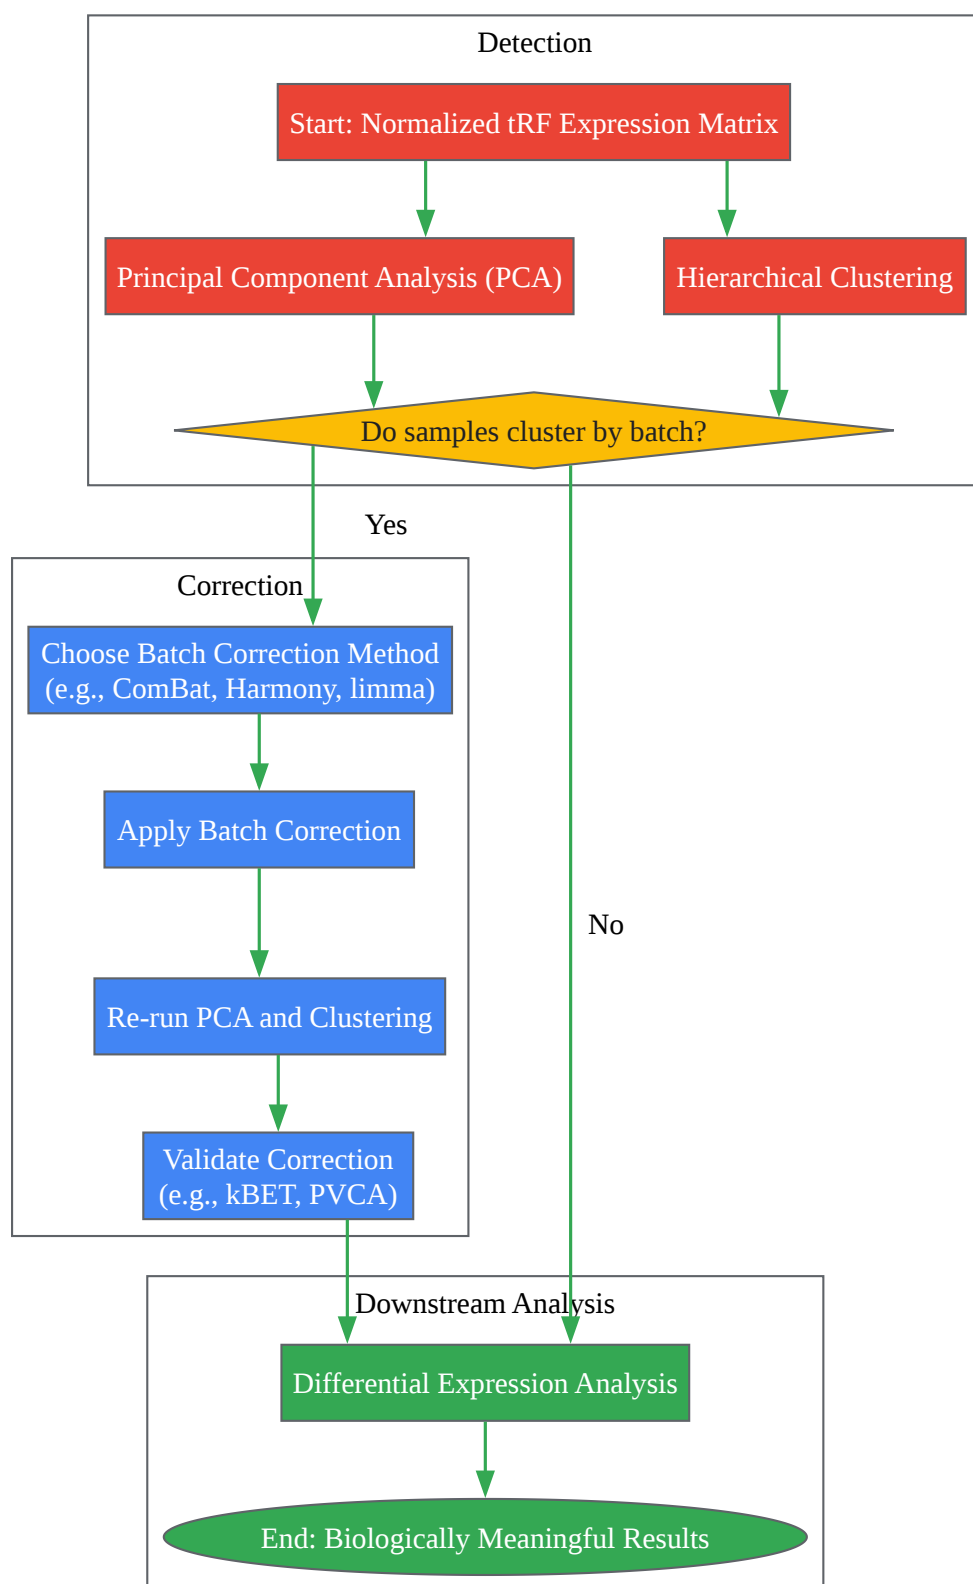 Detection
Start: Normalized tRF Expression Matrix
Principal Component Analysis (PCA)
Hierarchical Clustering
Do samples cluster by batch?
Yes
Correction
Choose Batch Correction Method
(e.g., ComBat, Harmony, limma)
Apply Batch Correction
No
Re-run PCA and Clustering
Validate Correction
(e.g., kBET, PVCA)
Downstream Analysis
Differential Expression Analysis
End: Biologically Meaningful Results